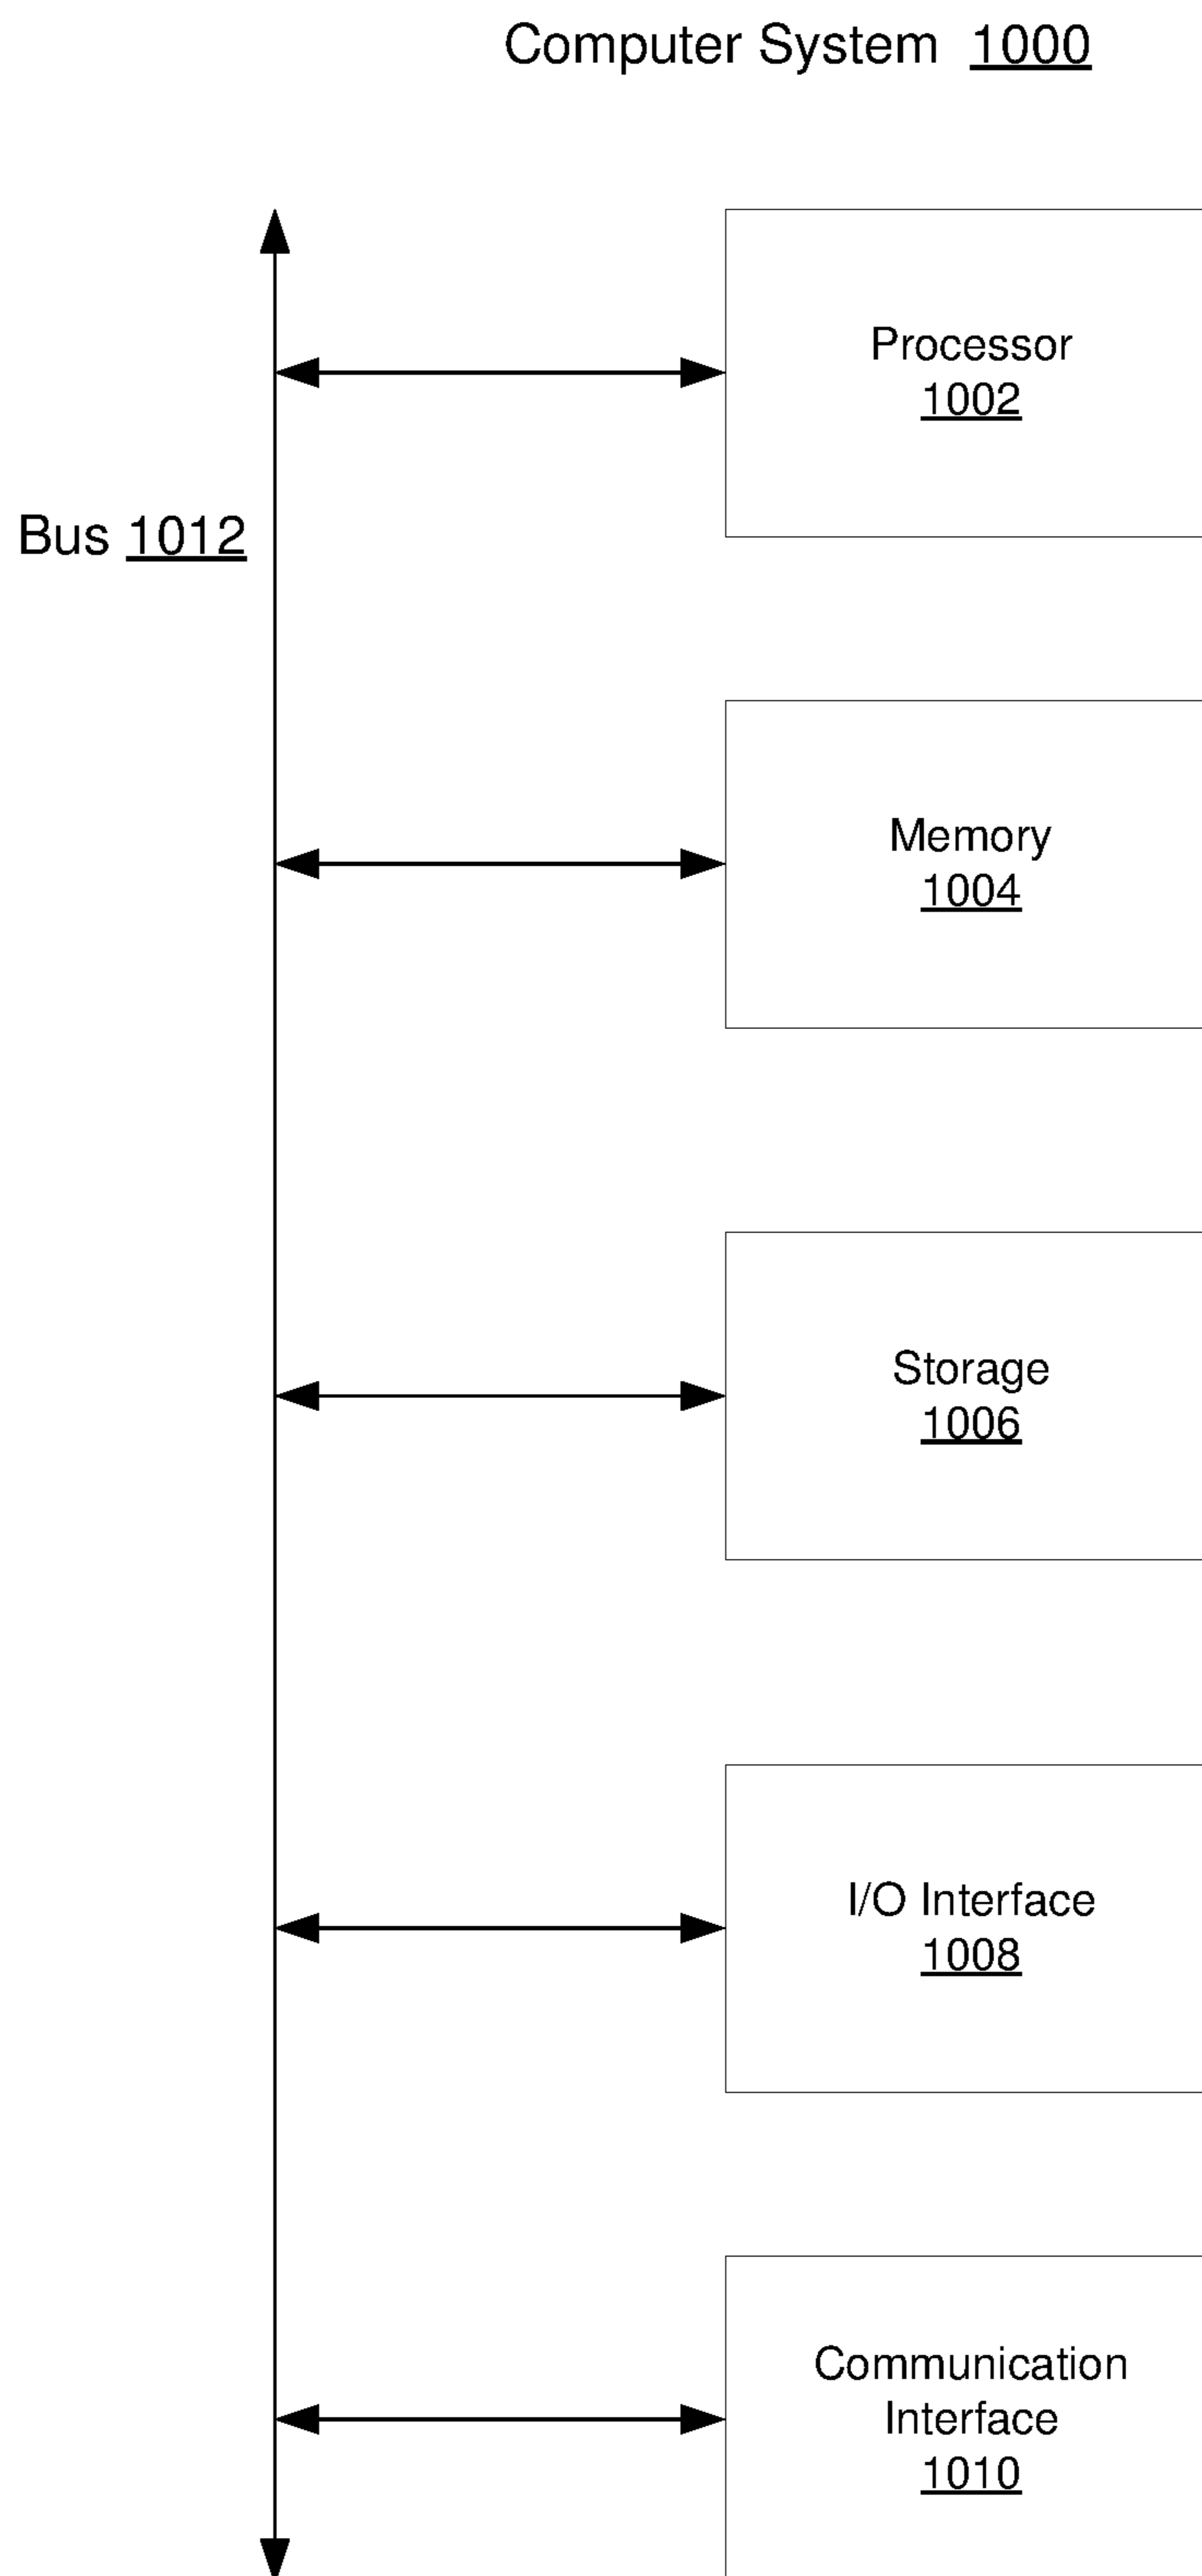 Computer System 1000
Processor
1002
Bus 1012
Memory
1004
Storage
1006
I/O Interface
1008
Communication
Interface
1010